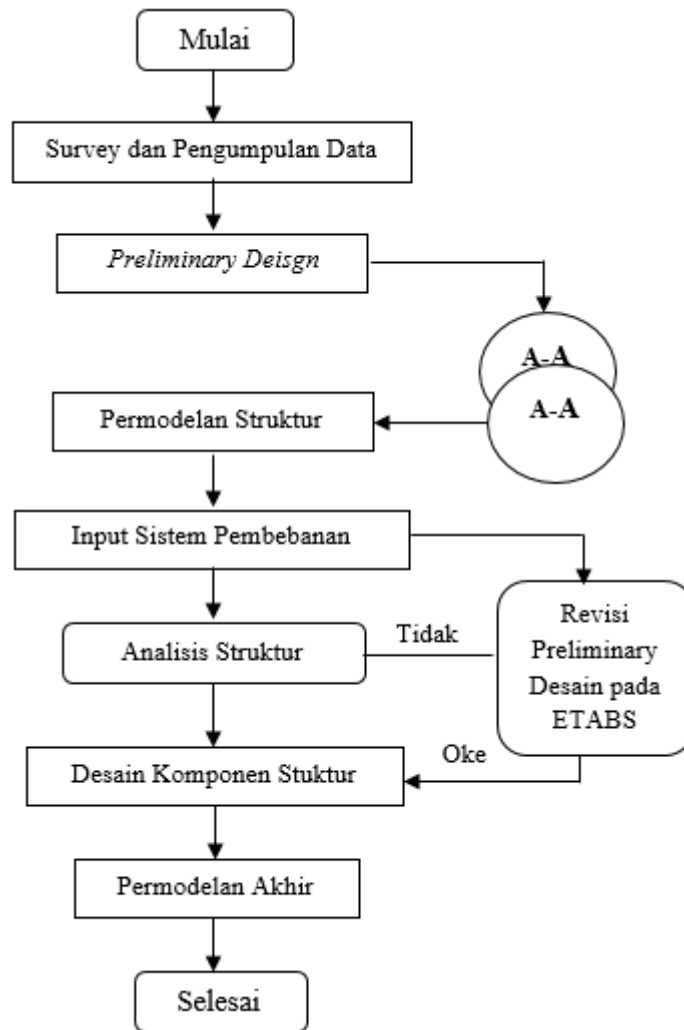 Mulai
Survey dan Pengumpulan Data
Preliminary Deisgn
A-A
A-A
Permodelan Struktur
Input Sistem Pembebanan
Revisi
Preliminary
Desain pada
ETABS
Tidak
Analisis Struktur
Oke
Desain Komponen Stuktur
Permodelan Akhir
Selesai